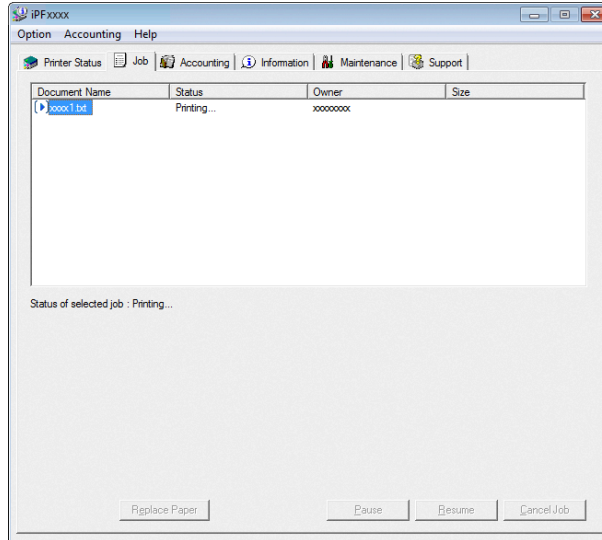 iPFxxxx
Option Accounting Help
Printer Status Job Accounting Information Maintenance Support
Document Name Status Owner Size
xxxx1.txt Printing... xxxxxxxx
Status of selected job : Printing...
Replace Paper Pause Resume Cancel Job